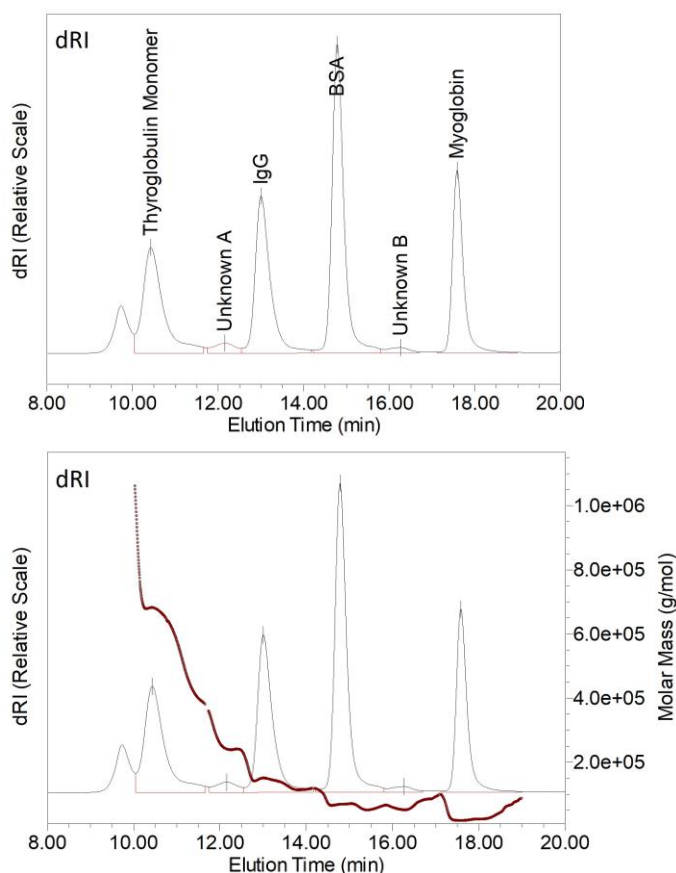 dRI
Thyroglobulin Monomer
Unknown A
IgG
BSA
Unknown B
Myoglobin
dRI (Relative Scale)
8.00 10.00 12.00 14.00 16.00 18.00 20.00
Elution Time (min)
dRI
1.0e+06
8.0e+05
6.0e+05
4.0e+05
2.0e+05
dRI (Relative Scale)
Molar Mass (g/mol)
8.00 10.00 12.00 14.00 16.00 18.00 20.00
Elution Time (min)